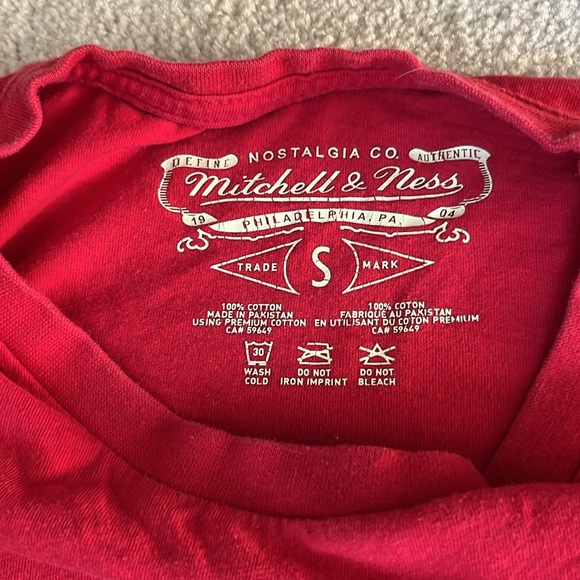 NOSTALGIA CO.
DEFINE AUTHENTIC
Mitchell & Ness
19 PHILADELPHIA, PA. 04
TRADE S MARK
100% COTTON
MADE IN PAKISTAN
USING PREMIUM COTTON
CA# 59649
100% COTON
FABRIQUÉ AU PAKISTAN
EN UTILISANT DU COTON PREMIUM
CA# 59649
30
WASH
COLD
DO NOT
IRON IMPRINT
DO NOT
BLEACH